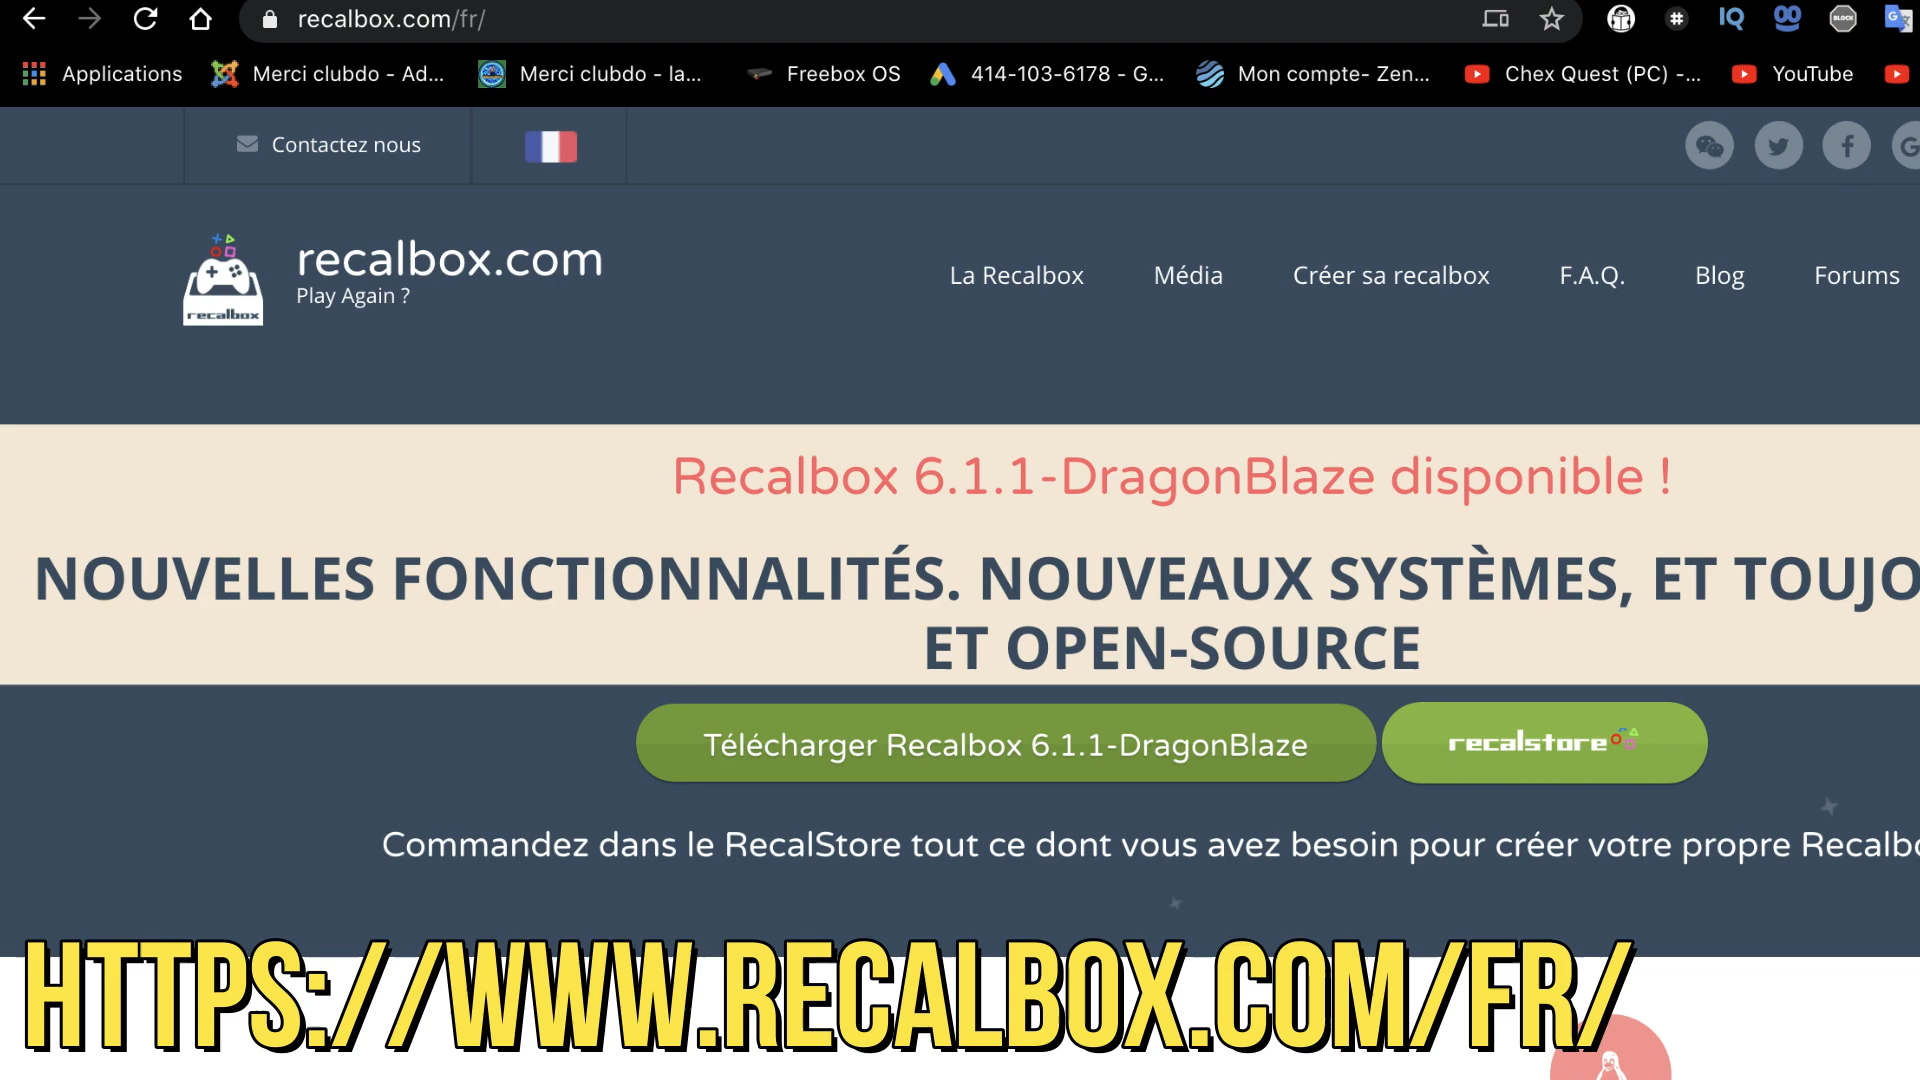 recalbox.com/fr/
IQ
BLOCK
Applications
Merci clubdo - Ad...
Merci clubdo - la...
Freebox OS
414-103-6178 - G...
Mon compte- Zen...
Chex Quest (PC) -...
YouTube
Contactez nous
recalbox
recalbox.com
Play Again ?
La Recalbox
Média
Créer sa recalbox
F.A.Q.
Blog
Forums
Recalbox 6.1.1-DragonBlaze disponible !
NOUVELLES FONCTIONNALITÉS. NOUVEAUX SYSTÈMES, ET TOUJO
ET OPEN-SOURCE
Télécharger Recalbox 6.1.1-DragonBlaze
recalstore
Commandez dans le RecalStore tout ce dont vous avez besoin pour créer votre propre Recalbo
HTTPS://WWW.RECALBOX.COM/FR/